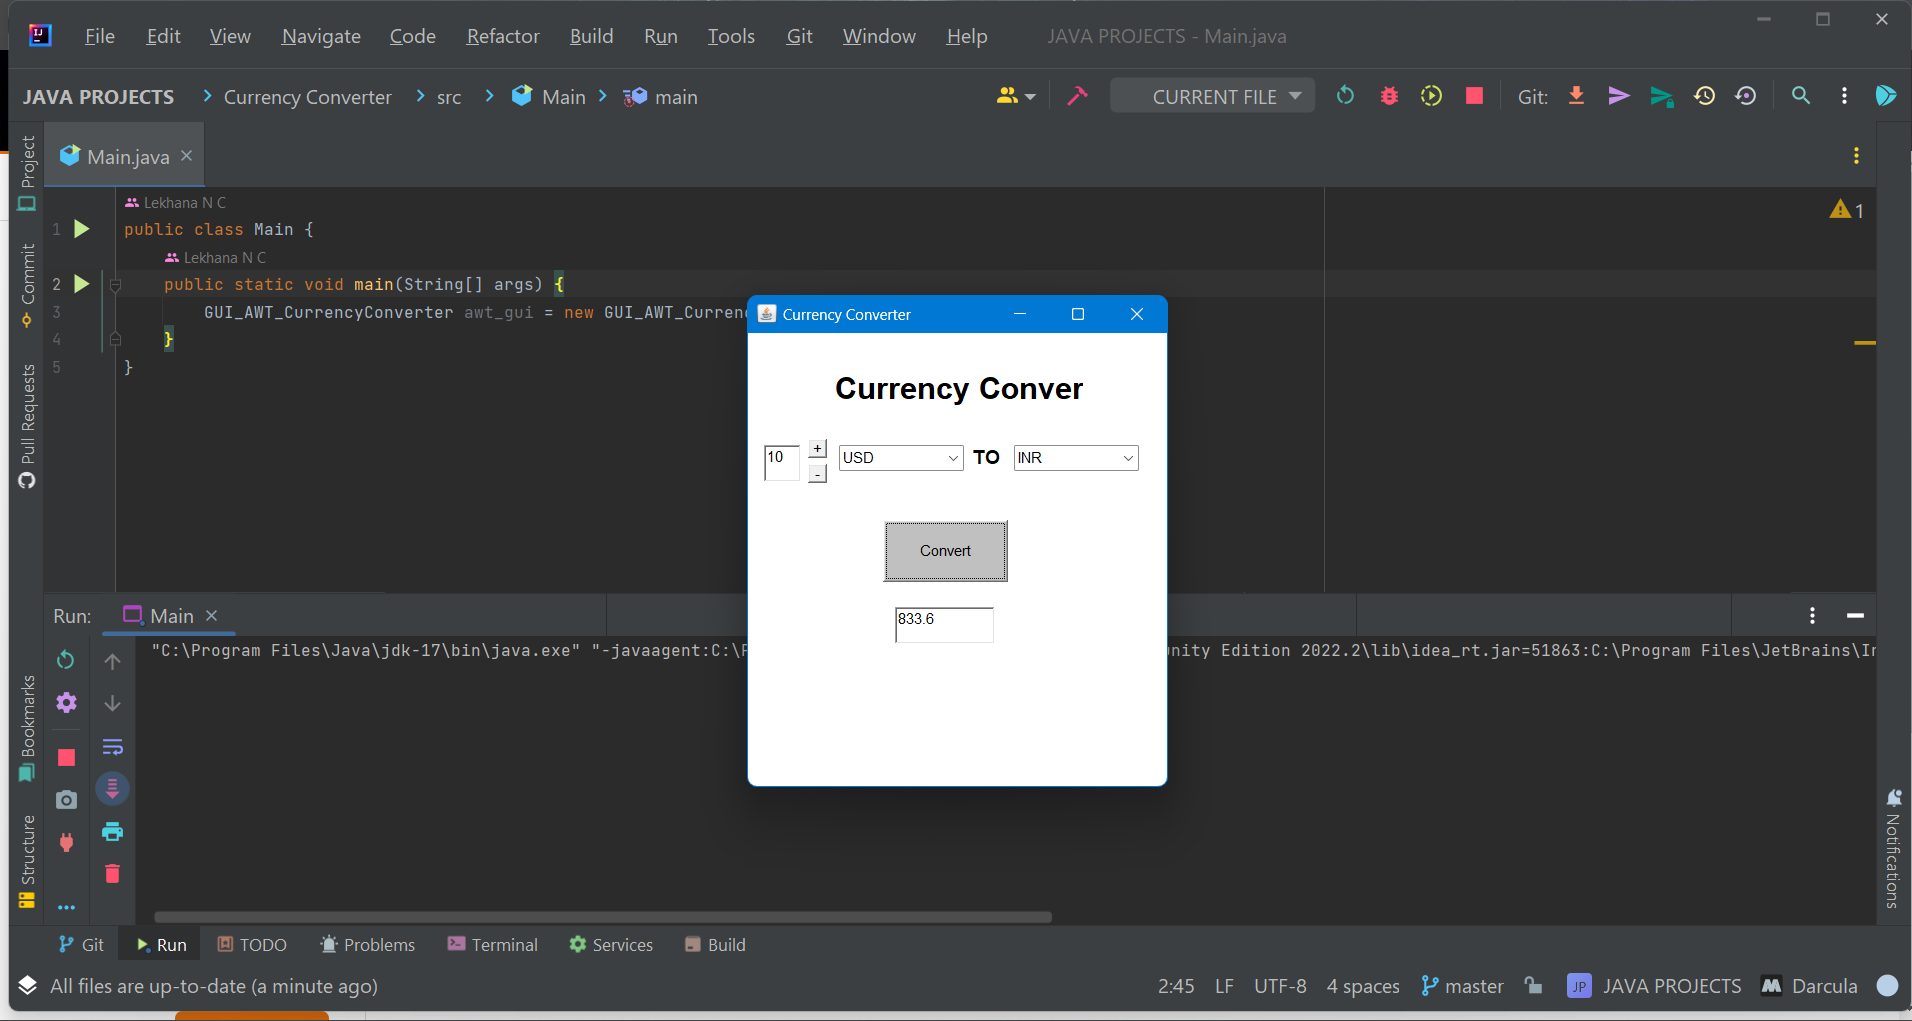 File Edit View Navigate Code Refactor Build Run Tools Git Window Help JAVA PROJECTS - Main.java
JAVA PROJECTS Currency Converter src Main main CURRENT FILE Git:
Project
Commit
Pull Requests
Bookmarks
Structure
Main.java
Lekhana N C
1
1 public class Main {
Lekhana N C
2 public static void main(String[] args) {
3 GUI_AWT_CurrencyConverter awt_gui = new GUI_AWT_Curren
4 }
5 }
Currency Converter
Currency Conver
10 + - USD TO INR
Convert
833.6
Run: Main
"C:\Program Files\Java\jdk-17\bin\java.exe" "-javaagent:C:\ nity Edition 2022.2\lib\idea_rt.jar=51863:C:\Program Files\JetBrains\
Notifications
Git Run TODO Problems Terminal Services Build
All files are up-to-date (a minute ago) 2:45 LF UTF-8 4 spaces master JP JAVA PROJECTS Darcula